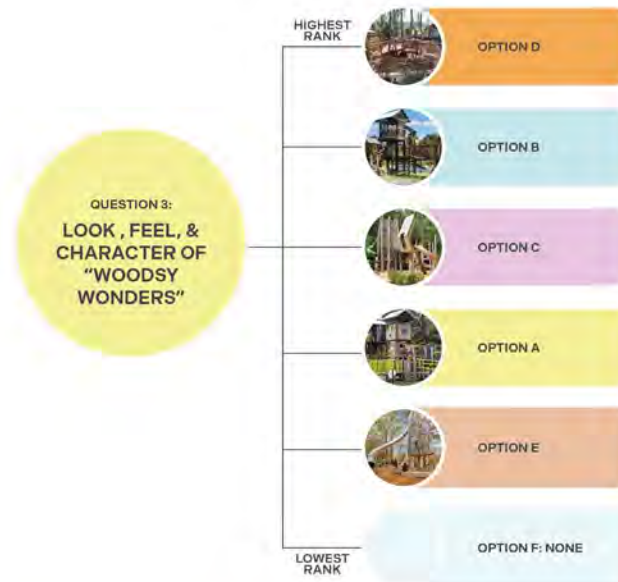 HIGHEST
RANK
OPTION D
OPTION B
QUESTION 3:
LOOK , FEEL, &
CHARACTER OF
“WOODSY
WONDERS”
OPTION C
OPTION A
OPTION E
OPTION F: NONE
LOWEST
RANK